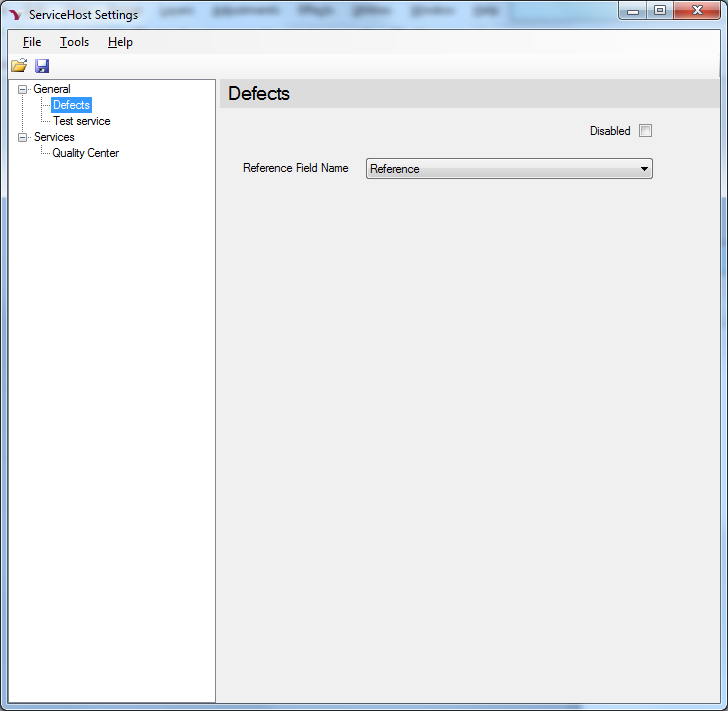 ServiceHost Settings
File Tools Help
General
Defects
Test service
Services
Quality Center
Defects
Disabled
Reference Field Name Reference